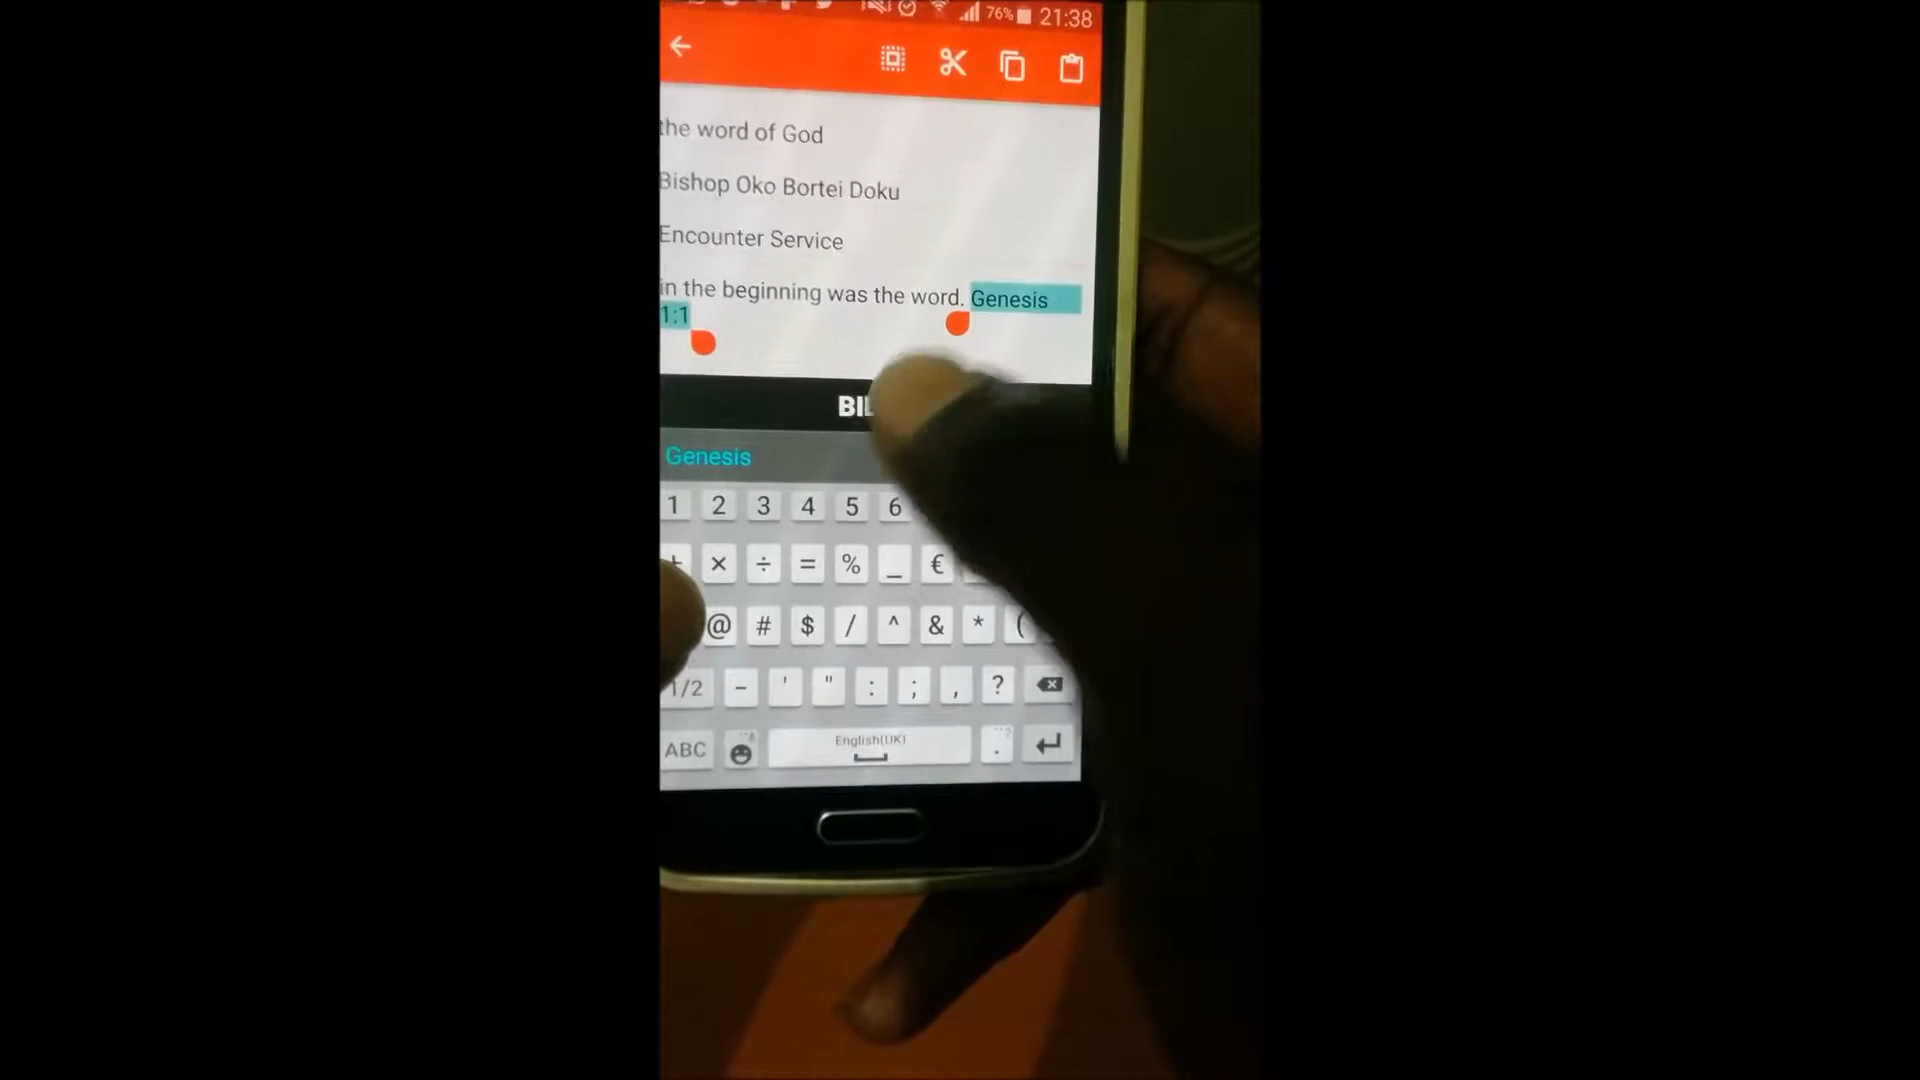 76% 21:38
the word of God
Bishop Oko Bortei Doku
Encounter Service
in the beginning was the word. Genesis
1:1
Genesis
1 2 3 4 5 6
× ÷ = % _ €
@ # $ / ^ & * (
1/2 - ' " : ; , ?
ABC English(UK) .